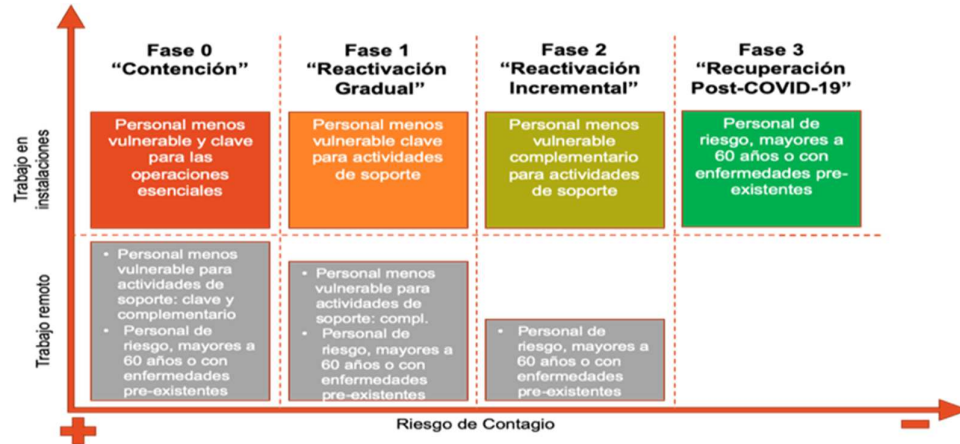 Fase 0
“Contención”
Fase 1
“Reactivación
Gradual”
Fase 2
“Reactivación
Incremental”
Fase 3
“Recuperación
Post-COVID-19”
Trabajo en
instalaciones
Personal menos
vulnerable y clave
para las
operaciones
esenciales
Personal menos
vulnerable clave
para actividades
de soporte
Personal menos
vulnerable
complementario
para actividades
de soporte
Personal de
riesgo, mayores a
60 años o con
enfermedades pre-
existentes
Trabajo remoto
• Personal menos
vulnerable para
actividades de
soporte: clave y
complementario
• Personal de
riesgo, mayores a
60 años o con
enfermedades
pre-existentes
• Personal menos
vulnerable para
actividades de
soporte: compl.
• Personal de
riesgo, mayores a
60 años o con
enfermedades
pre-existentes
• Personal de
riesgo, mayores a
60 años o con
enfermedades
pre-existentes
+
Riesgo de Contagio
–